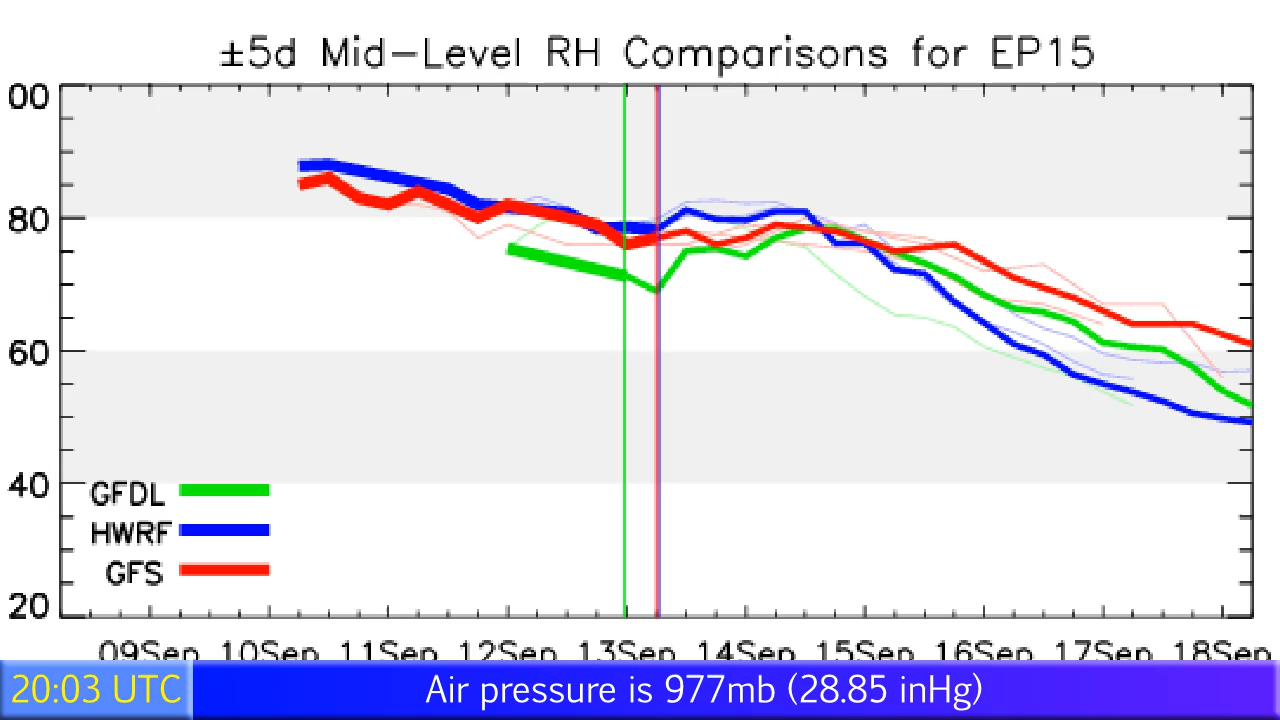 ±5d Mid-Level RH Comparisons for EP15
00
80
60
40
20
GFDL
HWRF
GFS
09Sep 10Sep 11Sep 12Sep 13Sep 14Sep 15Sep 16Sep 17Sep 18Sep
20:03 UTC Air pressure is 977mb (28.85 inHg)